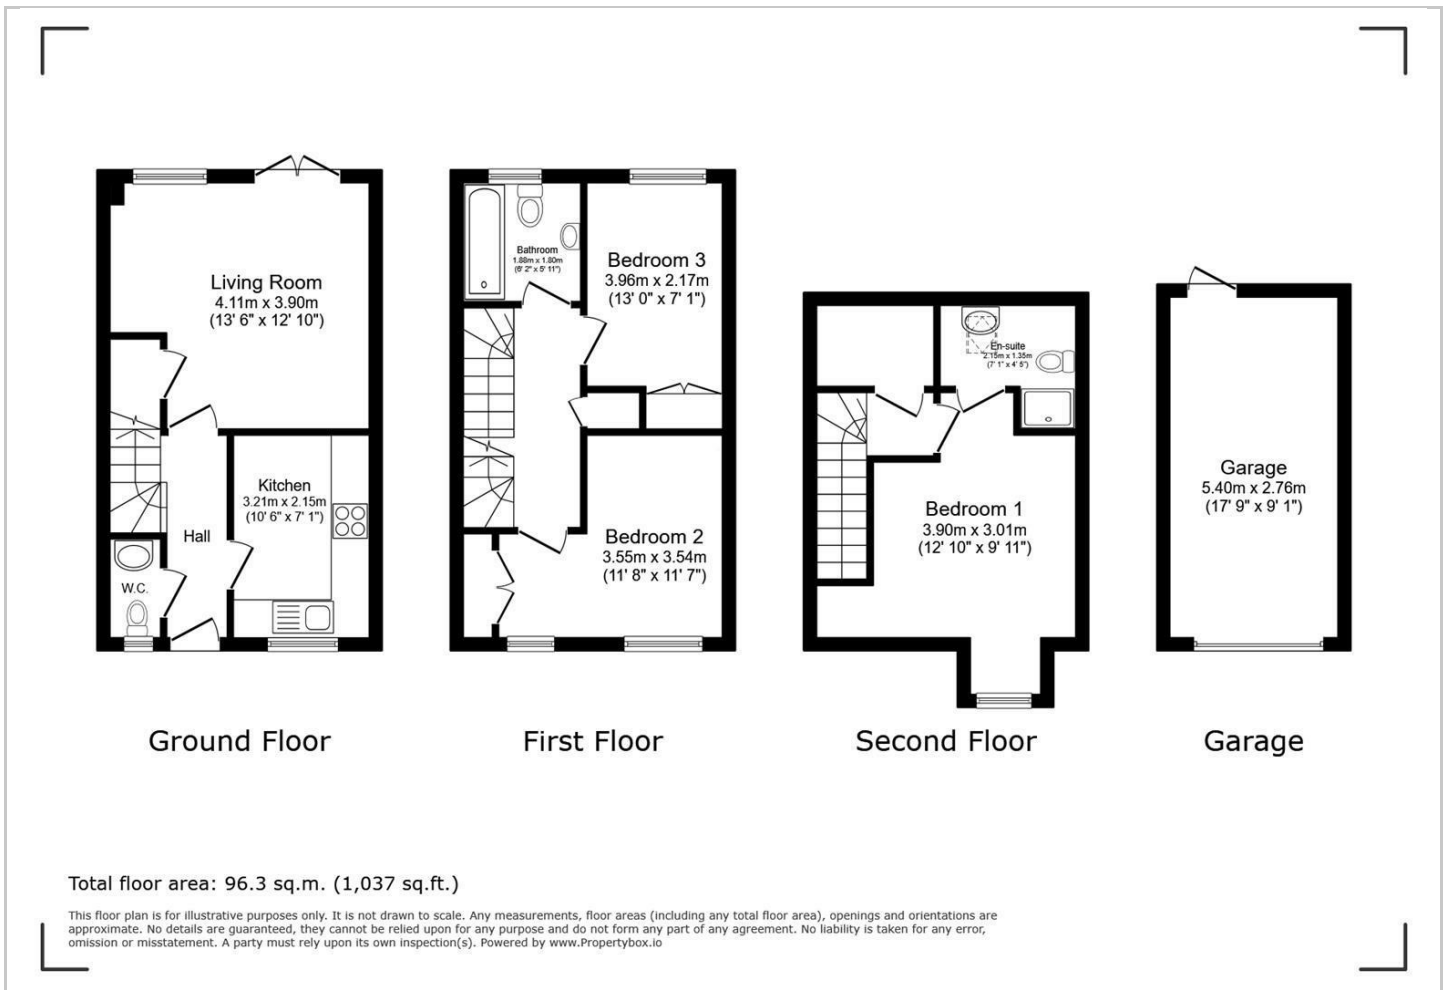 Living Room
4.11m x 3.90m
(13' 6" x 12' 10")
Kitchen
3.21m x 2.15m
(10' 6" x 7' 1")
Hall
W.C.
Ground Floor
Bathroom
1.88m x 1.80m
(6' 2" x 5' 11")
Bedroom 3
3.96m x 2.17m
(13' 0" x 7' 1")
Bedroom 2
3.55m x 3.54m
(11' 8" x 11' 7")
First Floor
En-suite
2.15m x 1.35m
(7' 1" x 4' 5")
Bedroom 1
3.90m x 3.01m
(12' 10" x 9' 11")
Second Floor
Garage
5.40m x 2.76m
(17' 9" x 9' 1")
Garage
Total floor area: 96.3 sq.m. (1,037 sq.ft.)
This floor plan is for illustrative purposes only. It is not drawn to scale. Any measurements, floor areas (including any total floor area), openings and orientations are
approximate. No details are guaranteed, they cannot be relied upon for any purpose and do not form any part of any agreement. No liability is taken for any error,
omission or misstatement. A party must rely upon its own inspection(s). Powered by www.Propertybox.io